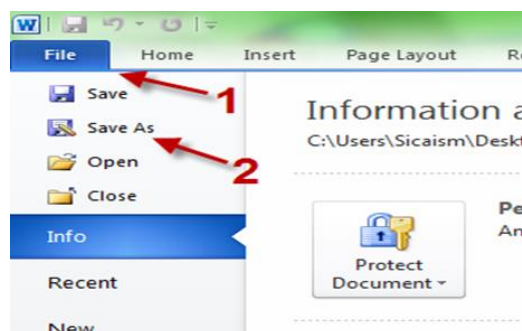 W
File Home Insert Page Layout
Save
1
Save As
2
Open
Close
Info
Recent
New
Information a
C:\Users\Sicaism\Deskt
Protect
Document
Pe
An